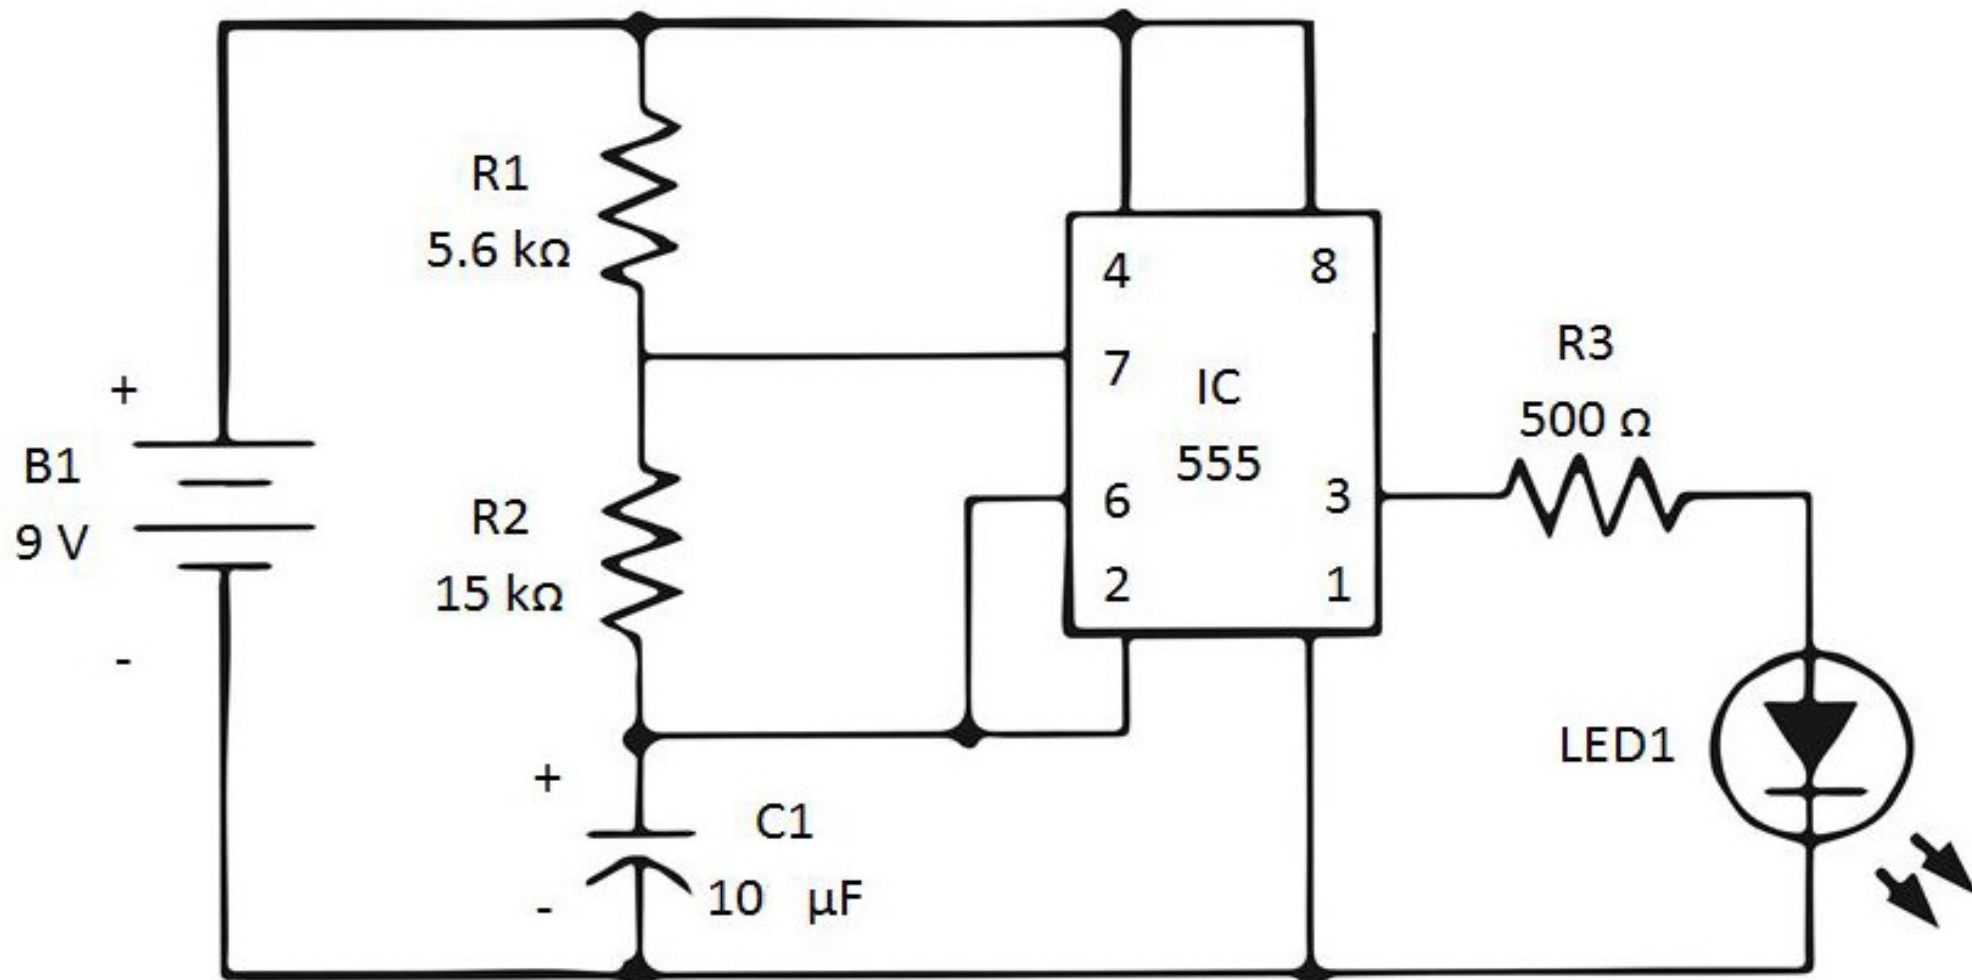 R1
5.6 kΩ
+
B1
9 V
-
R2
15 kΩ
+
C1
10 µF
-
4 8
7
IC
555
6 3
2 1
R3
500 Ω
LED1